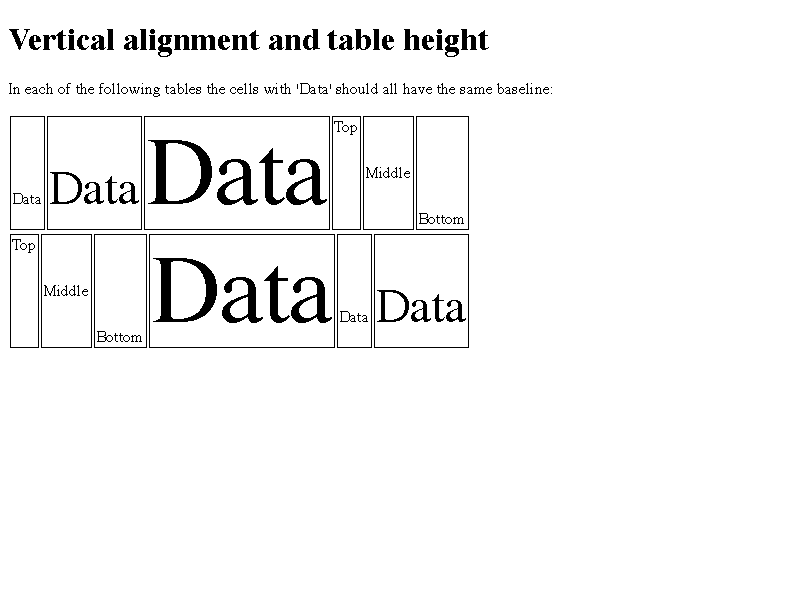 Vertical alignment and table height
In each of the following tables the cells with 'Data' should all have the same baseline:
Data Data Data Top Middle Bottom
Top Middle Bottom Data Data Data